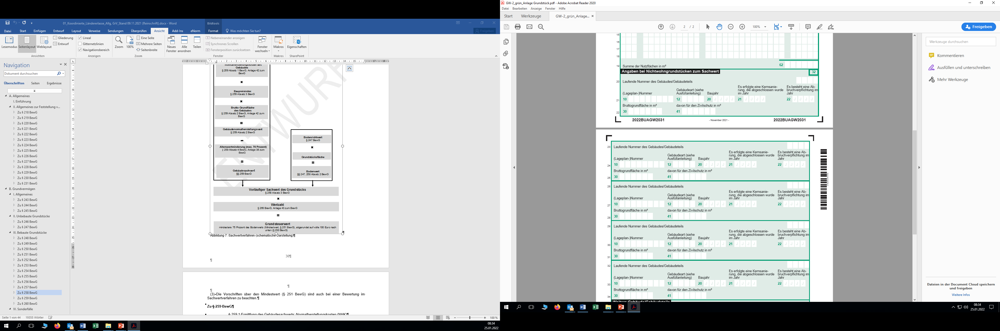 01_Koordinierte_Ländererlasse_Allg, GrV_Stand 09.11.2021 (Reinschrift).docx - Word
Bildtools
Datei Start Einfügen Entwurf Layout Verweise Sendungen Überprüfen Ansicht Add-Ins eNorm Format Was möchten Sie tun? Freigeben
Lesemodus Seitenlayout Weblayout
Gliederung
Entwurf
Ansichten
Lineal
Gitternetzlinien
Navigationsbereich
Anzeigen
Zoom 100%
Eine Seite
Mehrere Seiten
Seitenbreite
Zoom
Neues Fenster
Alle anordnen
Teilen
Nebeneinander anzeigen
Synchrones Scrollen
Fensterposition zurücksetzen
Fenster wechseln
Fenster
Makros
Makros
Eigenschaften
SharePoint
Navigation
Dokument durchsuchen
Überschriften Seiten Ergebnisse
A. Allgemeines
I. Einführung
II. Allgemeines zur Feststellung v...
Zu § 218 BewG
Zu § 219 BewG
Zu § 220 BewG
Zu § 221 BewG
Zu § 222 BewG
Zu § 223 BewG
Zu § 224 BewG
Zu § 225 BewG
Zu § 226 BewG
Zu § 227 BewG
Zu § 228 BewG
Zu § 229 BewG
Zu § 230 BewG
Zu § 231 BewG
B. Grundvermögen
I. Allgemeines
Zu § 243 BewG
Zu § 244 BewG
Zu § 245 BewG
II. Unbebaute Grundstücke
Zu § 246 BewG
Zu § 247 BewG
III. Bebaute Grundstücke
Zu § 248 BewG
Zu § 249 BewG
Zu § 250 BewG
Zu § 251 BewG
Zu § 252 BewG
Zu § 253 BewG
Zu § 254 BewG
Zu § 255 BewG
Zu § 256 BewG
Zu § 257 BewG
Zu § 258 BewG
Zu § 259 BewG
Zu § 260 BewG
IV. Sonderfälle
ENTWURF
Normalherstellungskosten des
Gebäudes
§ 259 Absatz 1 BewG, Anlage 42 zum
BewG
×
Baupreisindex
§ 259 Absatz 3 BewG
×
Brutto-Grundfläche
des Gebäudes
§ 259 Absatz 2 BewG, Anlage 42 zum
BewG
=
Gebäudenormalherstellungswert
§ 259 Absatz 2 BewG
–
Alterswertminderung (max. 70 Prozent)
§ 259 Absatz 4 BewG, Anlage 38 zum
BewG
=
Gebäudesachwert
§§ 259 BewG
Bodenrichtwert
§ 247 BewG
×
Grundstücksfläche
=
Bodenwert
§§ 247, 258 Absatz 2 BewG
Vorläufiger Sachwert des Grundstücks
§ 258 Absatz 3 BewG
×
Wertzahl
§ 260 BewG, Anlage 43 zum BewG
=
Grundsteuerwert
mindestens 75 Prozent des Bodenwerts (Mindestwert, § 251 BewG), abgerundet auf volle 100 Euro nach
unten (§ 230 BewG)
Abbildung 7: Sachwertverfahren (schematische Darstellung)¶
30¶
¶
¶
¶
(3)→Die Vorschriften über den Mindestwert (§ 251 BewG) sind auch bei einer Bewertung im
Sachwertverfahren zu beachten.¶
Zu § 259 BewG¶
A 259.1 Ermittlung des Gebäudesachwerts; Normalherstellungskosten (NHK)¶
Seite 1 von 44 19355 Wörter 100 %
08:34
25.01.2022
GW-2_grün_Anlage Grundstück.pdf - Adobe Acrobat Reader 2020
Datei Bearbeiten Anzeige Fenster Hilfe
Start Werkzeuge GW-2_grün_Anlage... ×
2 / 2 100% Freigeben
15
16
17
18
19 Summe der Nutzflächen in m² 62
Angaben bei Nichtwohngrundstücken zum Sachwert 32
20 Laufende Nummer des Gebäudes/Gebäudeteils
(Lageplan-)Nummer Gebäudeart (siehe Ausfüllanleitung) Baujahr Es erfolgte eine Kernsanierung, die abgeschlossen wurde im Jahr Es besteht eine Abbruchverpflichtung im Jahr
21 10 12 20 J J J J 21 J J J J 22 J J J J
Bruttogrundfläche in m² davon für den Zivilschutz in m²
22 30 41
2022BUAGW2031 - November 2021 - 2022BUAGW2031
23 Laufende Nummer des Gebäudes/Gebäudeteils
(Lageplan-)Nummer Gebäudeart (siehe Ausfüllanleitung) Baujahr Es erfolgte eine Kernsanierung, die abgeschlossen wurde im Jahr Es besteht eine Abbruchverpflichtung im Jahr
24 10 12 20 J J J J 21 J J J J 22 J J J J
Bruttogrundfläche in m² davon für den Zivilschutz in m²
25 30 41
26 Laufende Nummer des Gebäudes/Gebäudeteils
(Lageplan-)Nummer Gebäudeart (siehe Ausfüllanleitung) Baujahr Es erfolgte eine Kernsanierung, die abgeschlossen wurde im Jahr Es besteht eine Abbruchverpflichtung im Jahr
27 10 12 20 J J J J 21 J J J J 22 J J J J
Bruttogrundfläche in m² davon für den Zivilschutz in m²
28 30 41
29 Laufende Nummer des Gebäudes/Gebäudeteils
(Lageplan-)Nummer Gebäudeart (siehe Ausfüllanleitung) Baujahr Es erfolgte eine Kernsanierung, die abgeschlossen wurde im Jahr Es besteht eine Abbruchverpflichtung im Jahr
30 10 12 20 J J J J 21 J J J J 22 J J J J
Bruttogrundfläche in m² davon für den Zivilschutz in m²
31 30 41
32 Laufende Nummer des Gebäudes/Gebäudeteils
(Lageplan-)Nummer Gebäudeart (siehe Ausfüllanleitung) Baujahr Es erfolgte eine Kernsanierung, die abgeschlossen wurde im Jahr Es besteht eine Abbruchverpflichtung im Jahr
33 10 12 20 J J J J 21 J J J J 22 J J J J
Bruttogrundfläche in m² davon für den Zivilschutz in m²
34 30 41
Weitere Gebäude/Gebäudeteile
Werkzeuge durchsuchen
Kommentieren
Ausfüllen und unterschreiben
Mehr Werkzeuge
Dateien in der Document Cloud speichern
und freigeben
Weitere Infos
08:34
25.01.2022